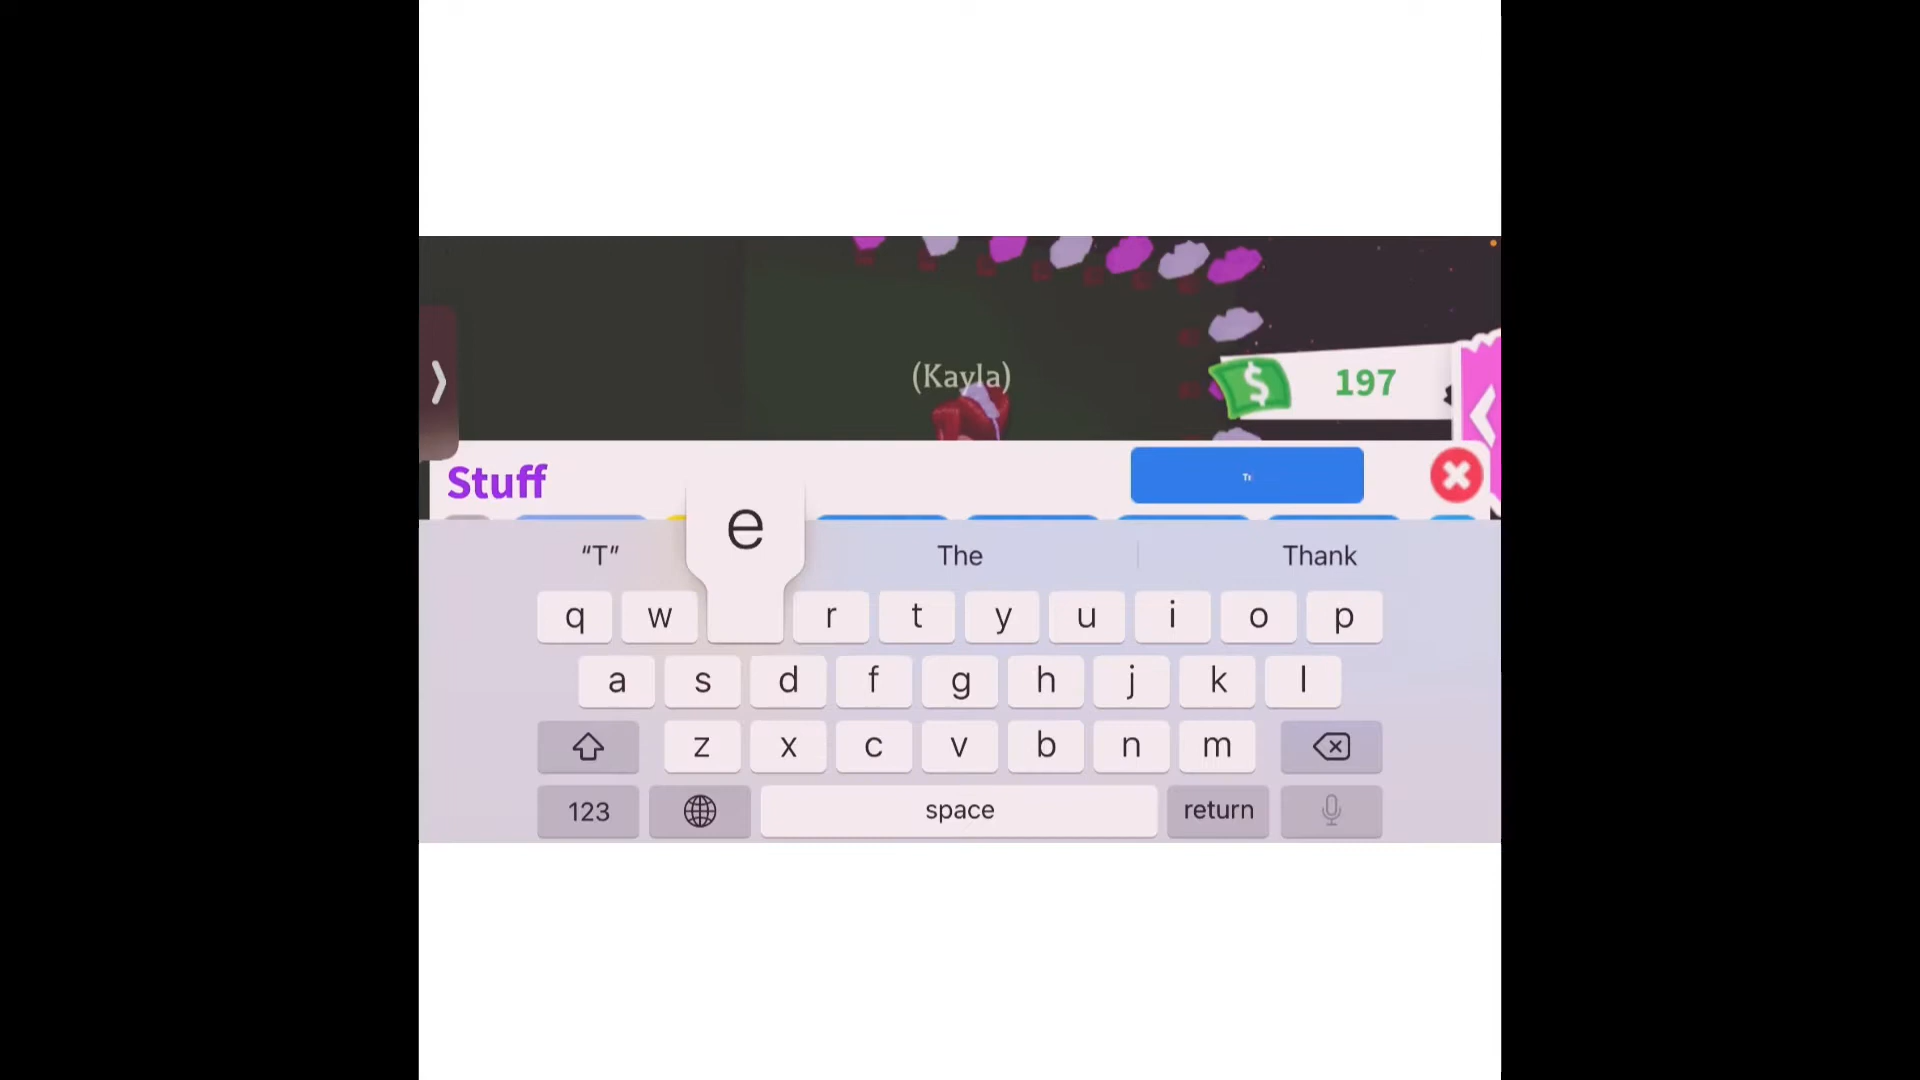 (Kayla)
$ 197
Stuff
e
“T” The Thank
q w r t y u i o p
a s d f g h j k l
z x c v b n m
123 space return